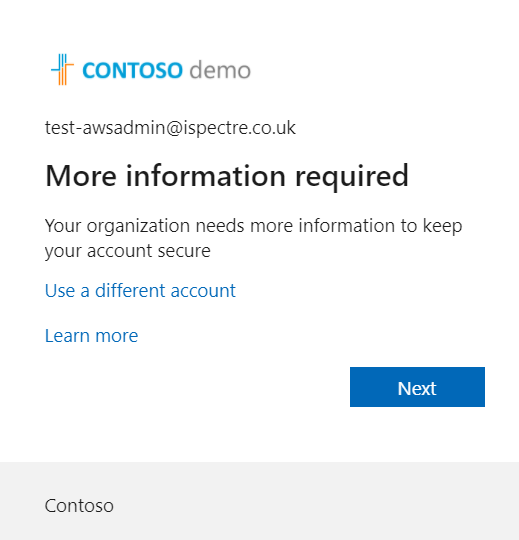 CONTOSO demo
test-awsadmin@ispectre.co.uk
More information required
Your organization needs more information to keep
your account secure
Use a different account
Learn more
Next
Contoso